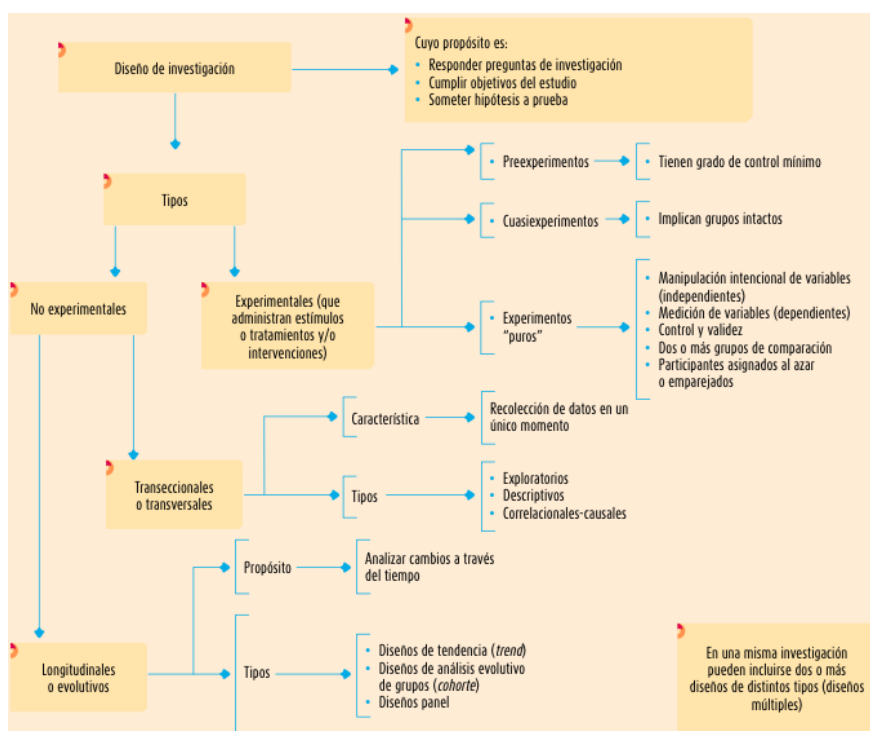 Cuyo propósito es:
• Responder preguntas de investigación
• Cumplir objetivos del estudio
• Someter hipótesis a prueba
Diseño de investigación
Tipos
• Preexperimentos
• Tienen grado de control mínimo
• Cuasiexperimentos
• Implican grupos intactos
No experimentales
Experimentales (que
administran estímulos
o tratamientos y/o
intervenciones)
• Experimentos
“puros”
• Manipulación intencional de variables
(independientes)
• Medición de variables (dependientes)
• Control y validez
• Dos o más grupos de comparación
• Participantes asignados al azar
o emparejados
Característica
Recolección de datos en un
único momento
Transeccionales
o transversales
Tipos
• Exploratorios
• Descriptivos
• Correlacionales-causales
Propósito
Analizar cambios a través
del tiempo
Longitudinales
o evolutivos
Tipos
• Diseños de tendencia (trend)
• Diseños de análisis evolutivo
de grupos (cohorte)
• Diseños panel
En una misma investigación
pueden incluirse dos o más
diseños de distintos tipos (diseños
múltiples)